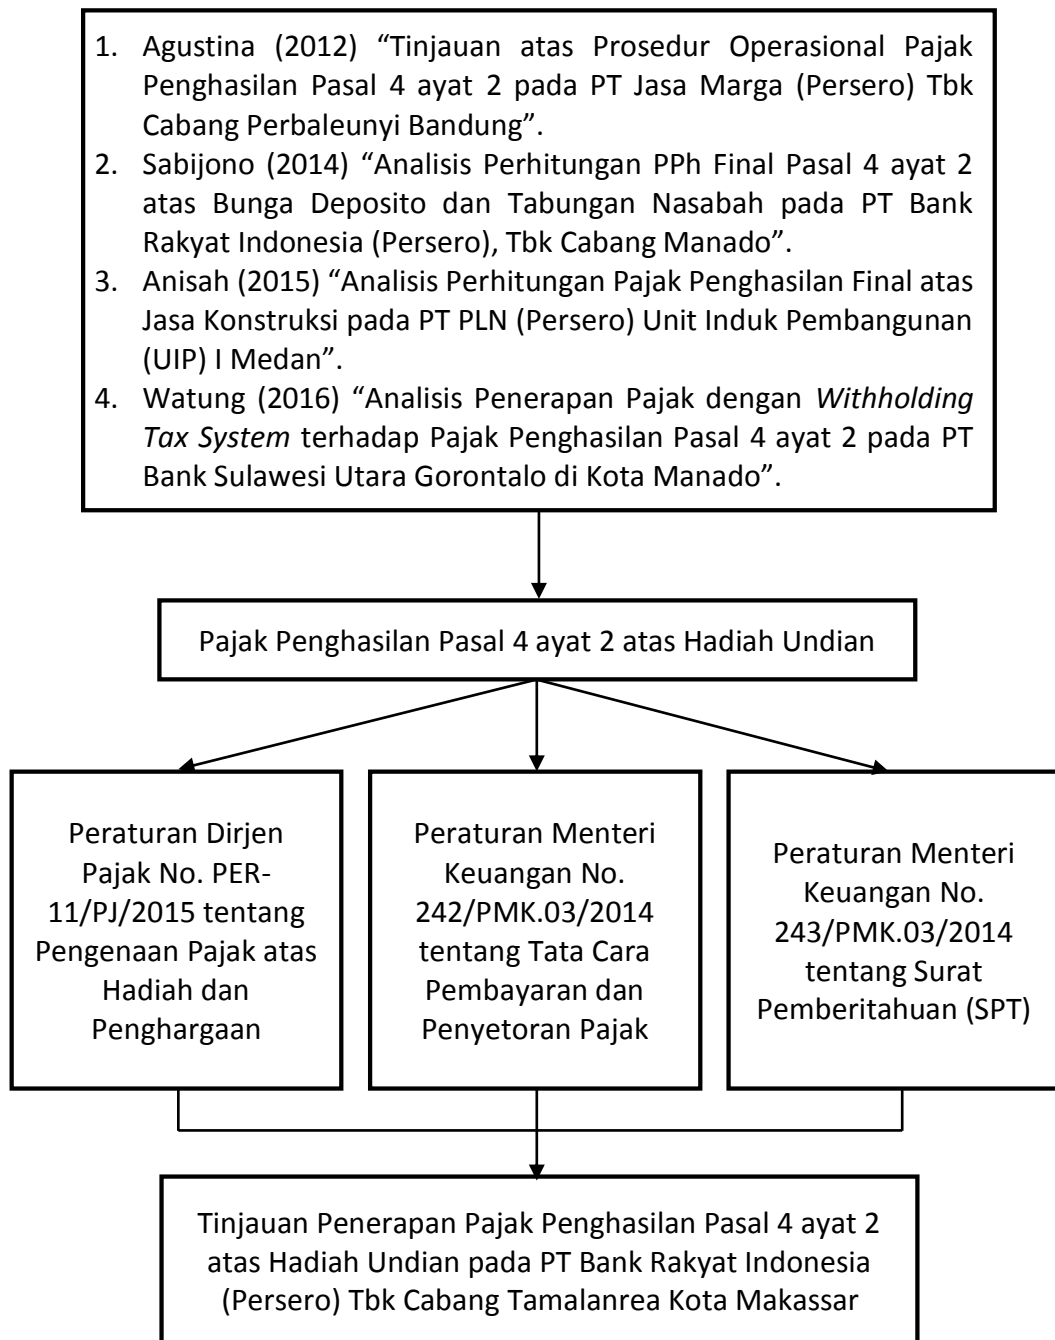 1. Agustina (2012) “Tinjauan atas Prosedur Operasional Pajak
Penghasilan Pasal 4 ayat 2 pada PT Jasa Marga (Persero) Tbk
Cabang Perbaleunyi Bandung”.
2. Sabijono (2014) “Analisis Perhitungan PPh Final Pasal 4 ayat 2
atas Bunga Deposito dan Tabungan Nasabah pada PT Bank
Rakyat Indonesia (Persero), Tbk Cabang Manado”.
3. Anisah (2015) “Analisis Perhitungan Pajak Penghasilan Final atas
Jasa Konstruksi pada PT PLN (Persero) Unit Induk Pembangunan
(UIP) I Medan”.
4. Watung (2016) “Analisis Penerapan Pajak dengan Withholding
Tax System terhadap Pajak Penghasilan Pasal 4 ayat 2 pada PT
Bank Sulawesi Utara Gorontalo di Kota Manado”.
Pajak Penghasilan Pasal 4 ayat 2 atas Hadiah Undian
Peraturan Dirjen
Pajak No. PER-
11/PJ/2015 tentang
Pengenaan Pajak atas
Hadiah dan
Penghargaan
Peraturan Menteri
Keuangan No.
242/PMK.03/2014
tentang Tata Cara
Pembayaran dan
Penyetoran Pajak
Peraturan Menteri
Keuangan No.
243/PMK.03/2014
tentang Surat
Pemberitahuan (SPT)
Tinjauan Penerapan Pajak Penghasilan Pasal 4 ayat 2
atas Hadiah Undian pada PT Bank Rakyat Indonesia
(Persero) Tbk Cabang Tamalanrea Kota Makassar